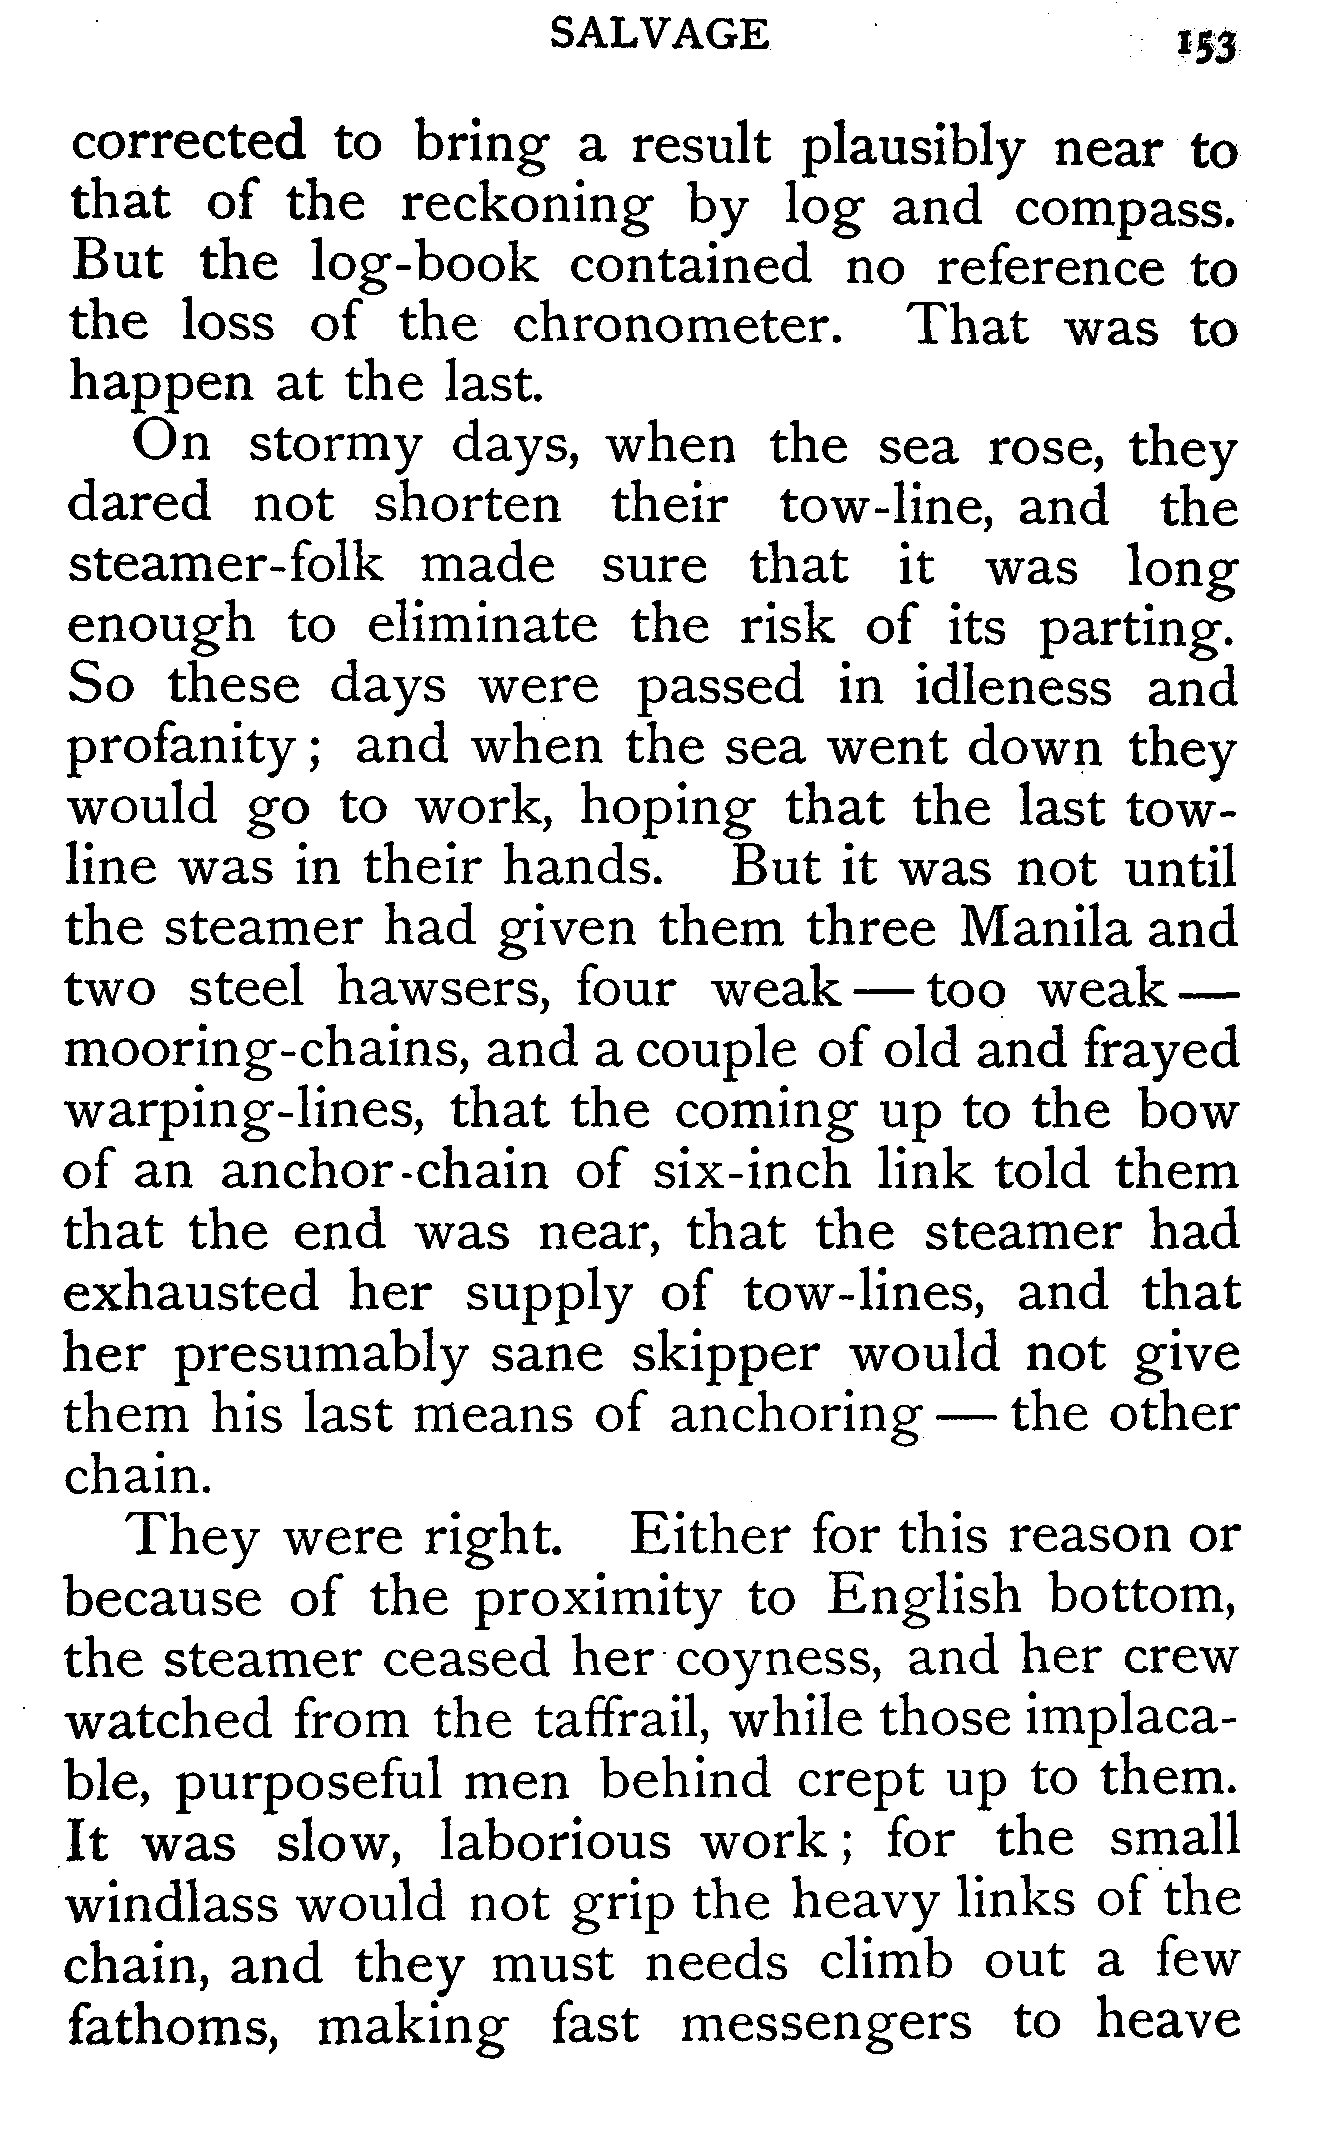 SALVAGE 153
corrected to bring a result plausibly near to
that of the reckoning by log and compass.
But the log-book contained no reference to
the loss of the chronometer. That was to
happen at the last.
On stormy days, when the sea rose, they
dared not shorten their tow-line, and the
steamer-folk made sure that it was long
enough to eliminate the risk of its parting.
So these days were passed in idleness and
profanity; and when the sea went down they
would go to work, hoping that the last tow-
line was in their hands. But it was not until
the steamer had given them three Manila and
two steel hawsers, four weak — too weak —
mooring-chains, and a couple of old and frayed
warping-lines, that the coming up to the bow
of an anchor-chain of six-inch link told them
that the end was near, that the steamer had
exhausted her supply of tow-lines, and that
her presumably sane skipper would not give
them his last means of anchoring — the other
chain.
They were right. Either for this reason or
because of the proximity to English bottom,
the steamer ceased her coyness, and her crew
watched from the taffrail, while those implaca-
ble, purposeful men behind crept up to them.
It was slow, laborious work; for the small
windlass would not grip the heavy links of the
chain, and they must needs climb out a few
fathoms, making fast messengers to heave